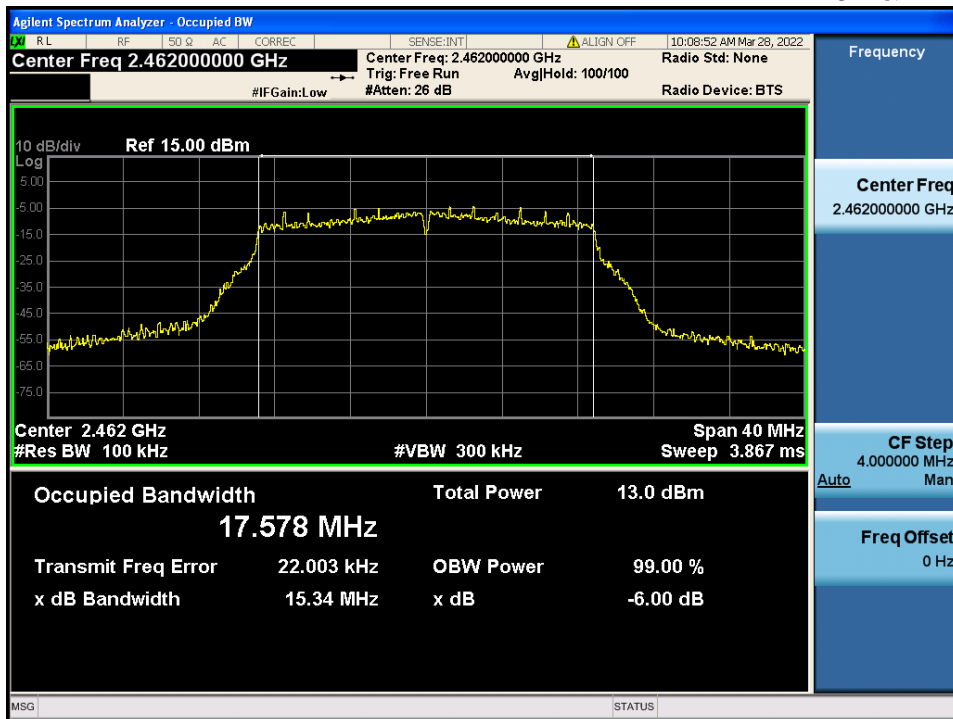 Agilent Spectrum Analyzer - Occupied BW
LXI RL RF 50 Ω AC CORREC SENSE:INT ALIGN OFF 10:08:52 AM Mar 28, 2022
Center Freq 2.462000000 GHz
Center Freq: 2.462000000 GHz
Radio Std: None
Trig: Free Run Avg|Hold: 100/100
#IFGain:Low #Atten: 26 dB Radio Device: BTS
10 dB/div Ref 15.00 dBm
Log
5.00
-5.00
-15.0
-25.0
-35.0
-45.0
-55.0
-65.0
-75.0
Center 2.462 GHz Span 40 MHz
#Res BW 100 kHz #VBW 300 kHz Sweep 3.867 ms
Occupied Bandwidth Total Power 13.0 dBm
17.578 MHz
Transmit Freq Error 22.003 kHz OBW Power 99.00 %
x dB Bandwidth 15.34 MHz x dB -6.00 dB
MSG STATUS
Frequency
Center Freq
2.462000000 GHz
CF Step
4.000000 MHz
Auto Man
Freq Offset
0 Hz